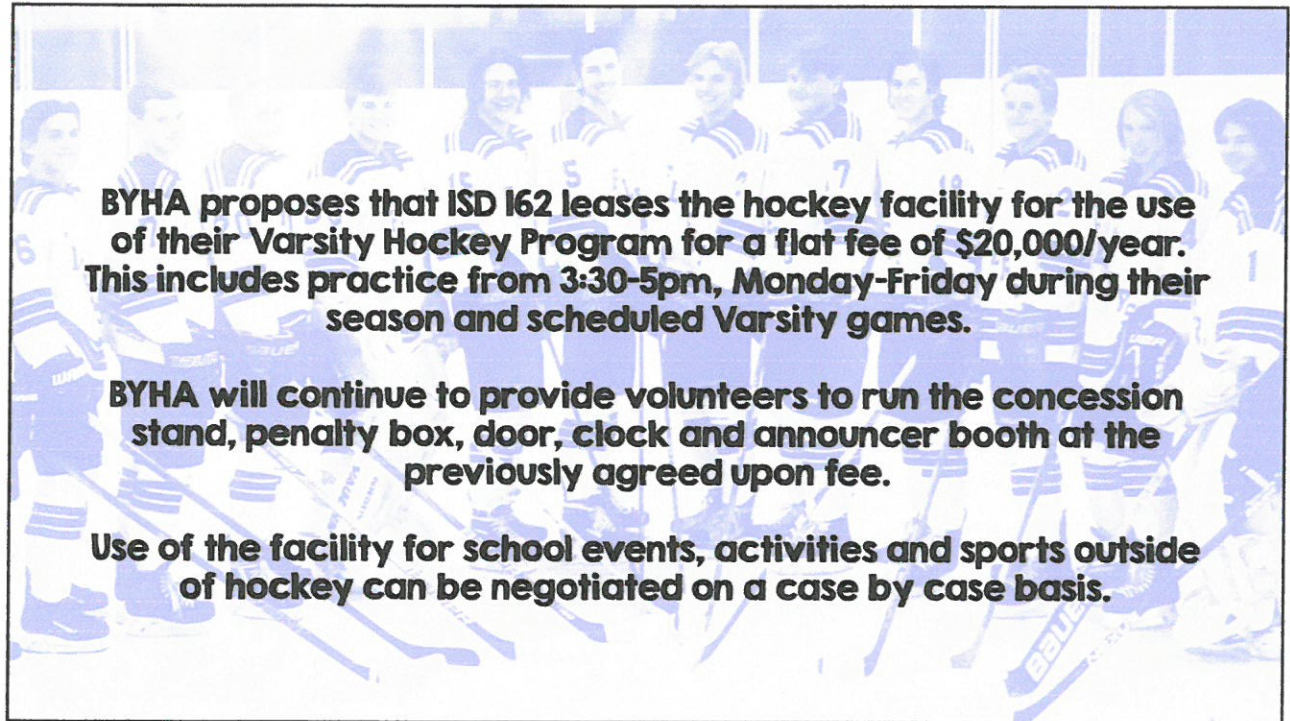 BYHA proposes that ISD 162 leases the hockey facility for the use
of their Varsity Hockey Program for a flat fee of $20,000/year.
This includes practice from 3:30-5pm, Monday-Friday during their
season and scheduled Varsity games.
BYHA will continue to provide volunteers to run the concession
stand, penalty box, door, clock and announcer booth at the
previously agreed upon fee.
Use of the facility for school events, activities and sports outside
of hockey can be negotiated on a case by case basis.
BAUER